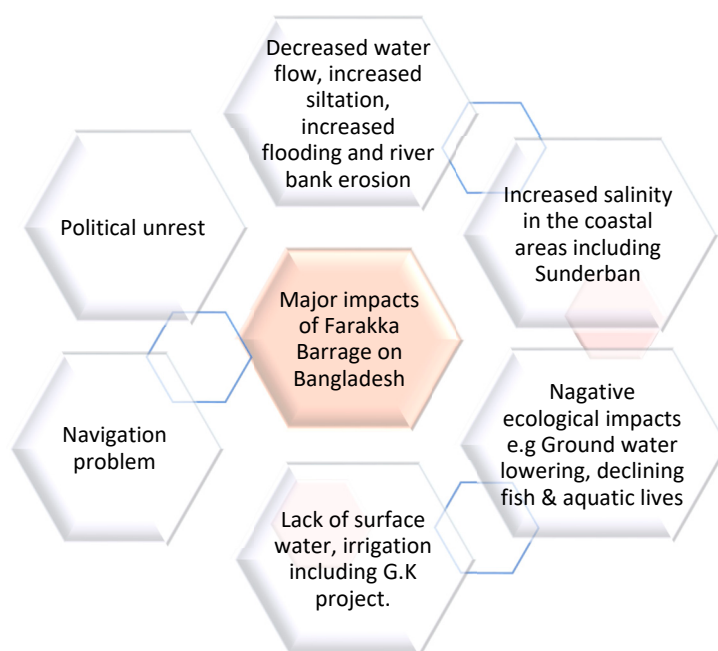 Decreased water
flow, increased
siltation,
increased
flooding and river
bank erosion
Increased salinity
in the coastal
areas including
Sunderban
Nagative
ecological impacts
e.g Ground water
lowering, declining
fish & aquatic lives
Lack of surface
water, irrigation
including G.K
project.
Navigation
problem
Political unrest
Major impacts
of Farakka
Barrage on
Bangladesh